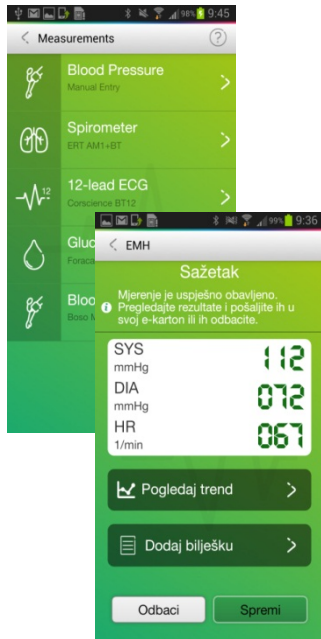 98% 9:45
Measurements
?
Blood Pressure
Manual Entry
Spirometer
ERT AM1+BT
12-lead ECG
Corscience BT12
12
Gluc
Foraca
Bloo
Boso M
99% 9:36
EMH
Sažetak
Mjerenje je uspješno obavljeno.
Pregledajte rezultate i pošaljite ih u
svoj e-karton ili ih odbacite.
SYS
mmHg
112
DIA
mmHg
072
HR
1/min
067
Pogledaj trend
Dodaj bilješku
Odbaci
Spremi